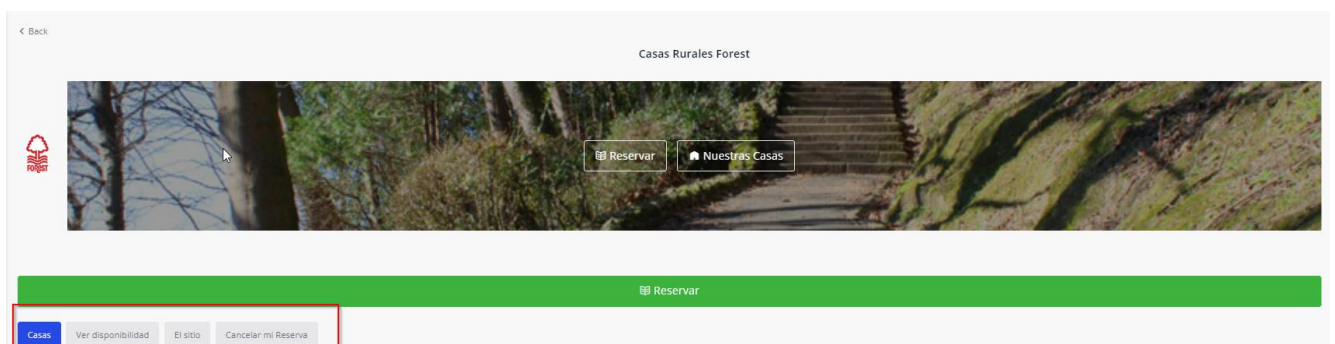 Back
Casas Rurales Forest
Reservar
Nuestras Casas
FOREST
Reservar
Casas
Ver disponibilidad
El sitio
Cancelar mi Reserva